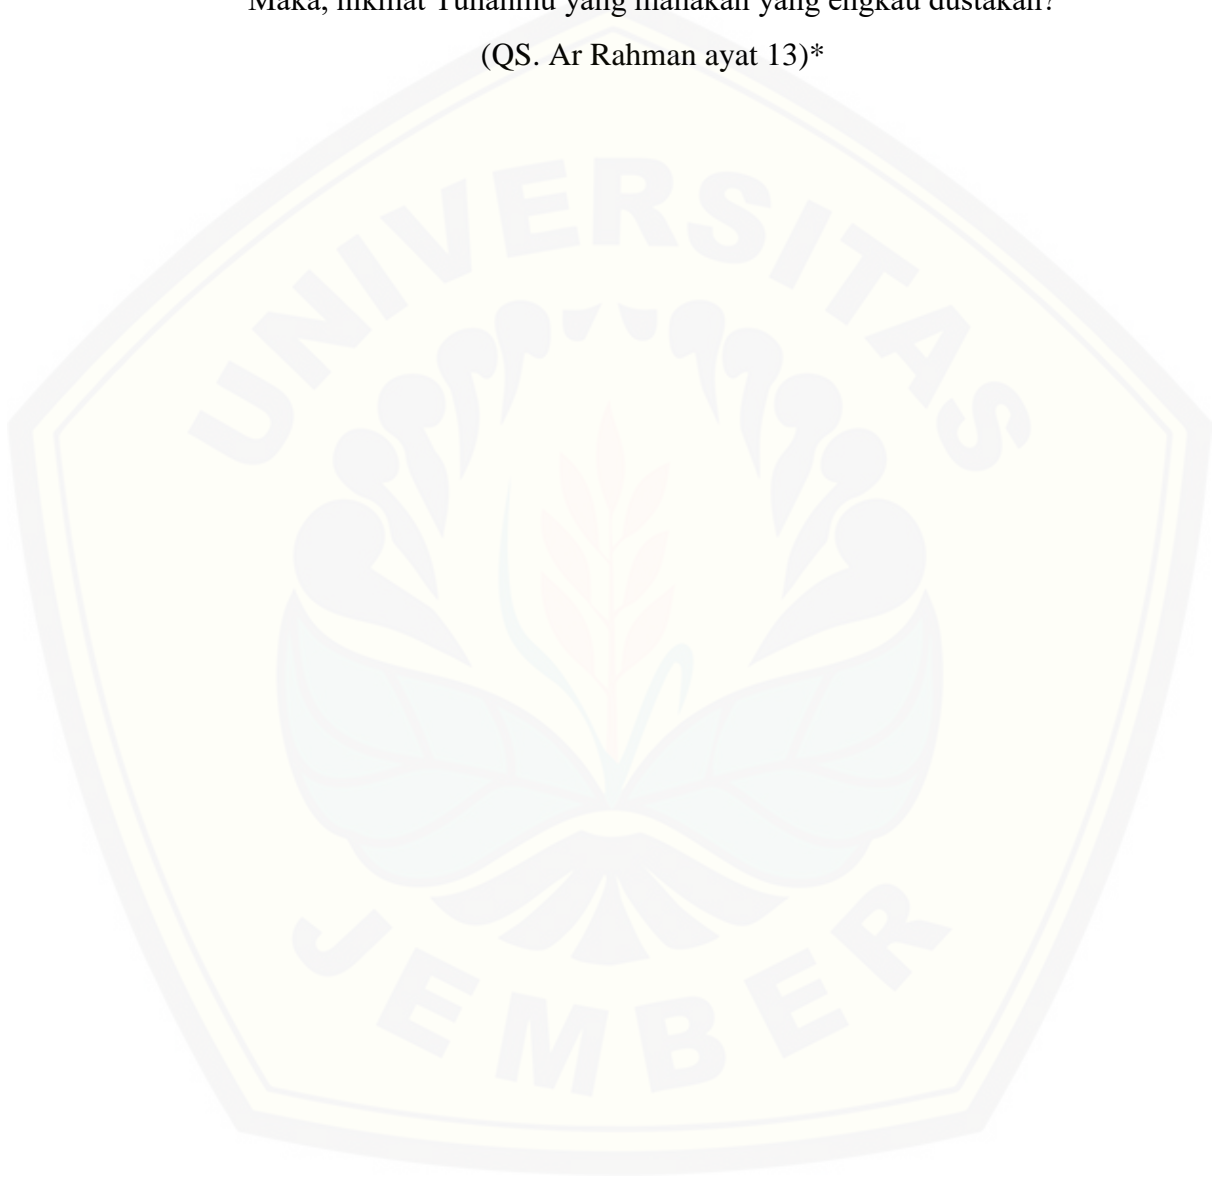 Maka, nikmat Tuhanmu yang manakah yang engkau dustakan?
(QS. Ar Rahman ayat 13)*
UNIVERSITAS
JEMBER